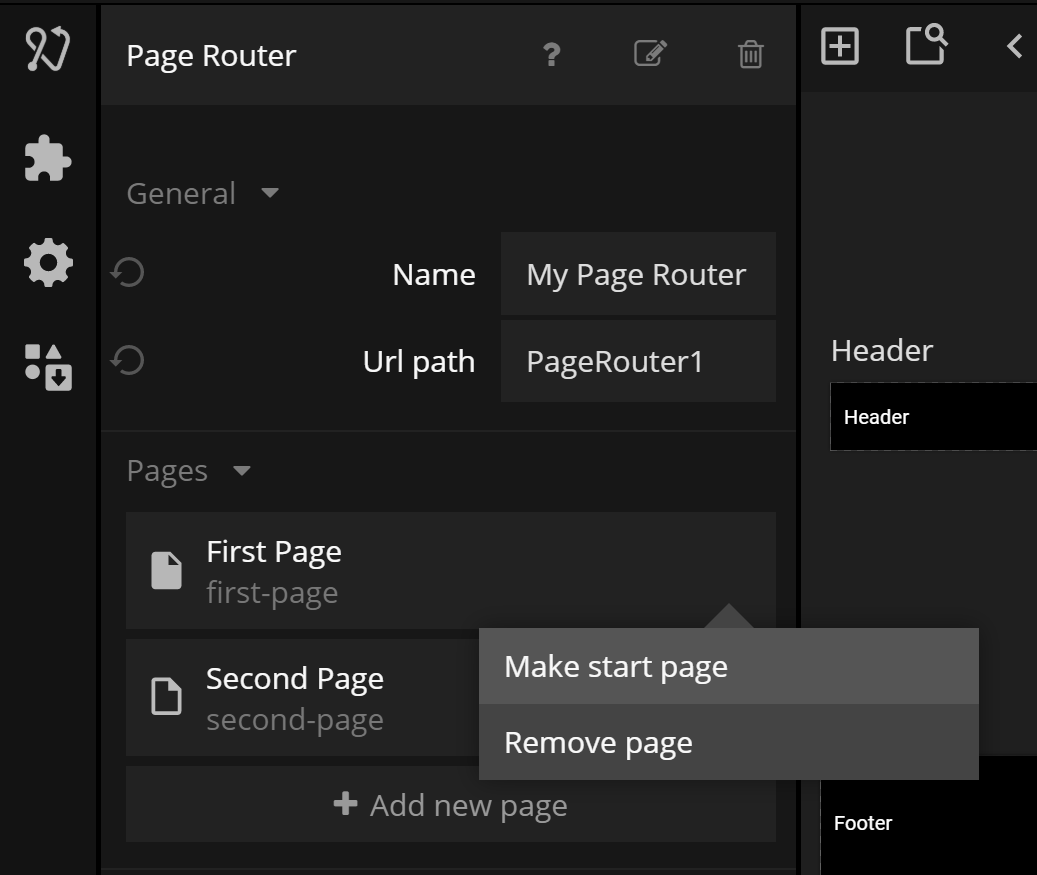 Page Router
?
General
Name
My Page Router
Url path
PageRouter1
Pages
First Page
first-page
Second Page
second-page
Make start page
Remove page
+ Add new page
Header
Header
Footer